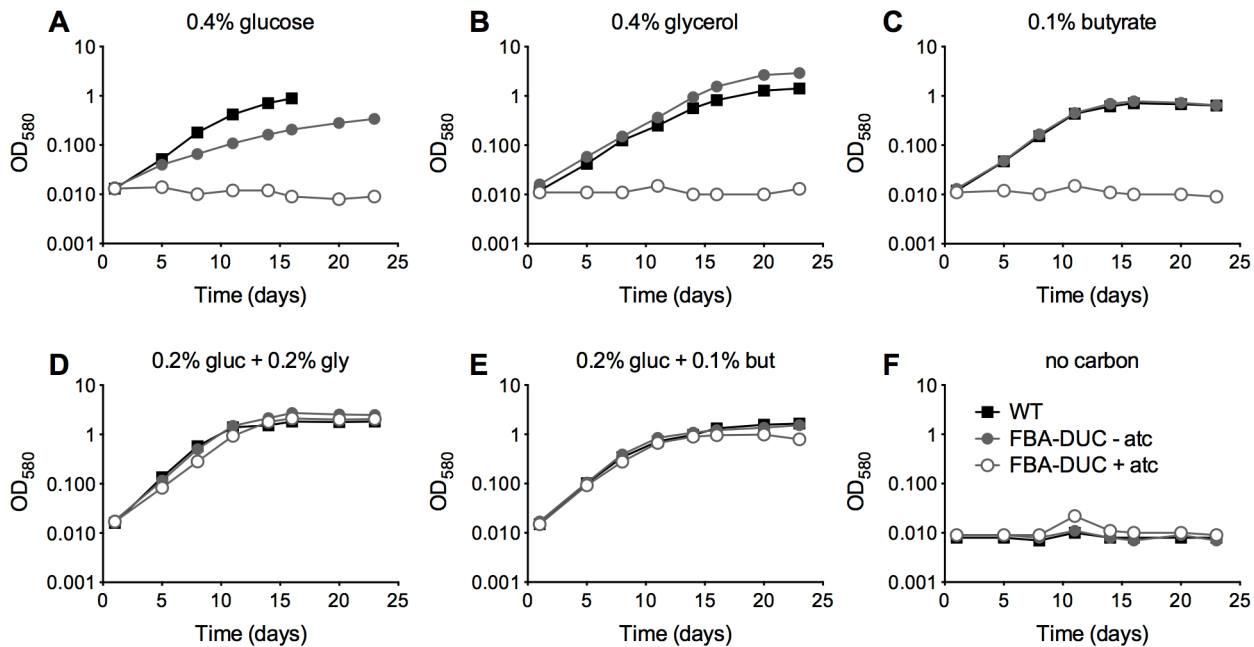 A
0.4% glucose
10
1
0.100
0.010
0.001
OD580
0 5 10 15 20 25
Time (days)
B
0.4% glycerol
10
1
0.100
0.010
0.001
OD580
0 5 10 15 20 25
Time (days)
C
0.1% butyrate
10
1
0.100
0.010
0.001
OD580
0 5 10 15 20 25
Time (days)
D
0.2% gluc + 0.2% gly
10
1
0.100
0.010
0.001
OD580
0 5 10 15 20 25
Time (days)
E
0.2% gluc + 0.1% but
10
1
0.100
0.010
0.001
OD580
0 5 10 15 20 25
Time (days)
F
no carbon
10
1
0.100
0.010
0.001
OD580
WT
FBA-DUC - atc
FBA-DUC + atc
0 5 10 15 20 25
Time (days)